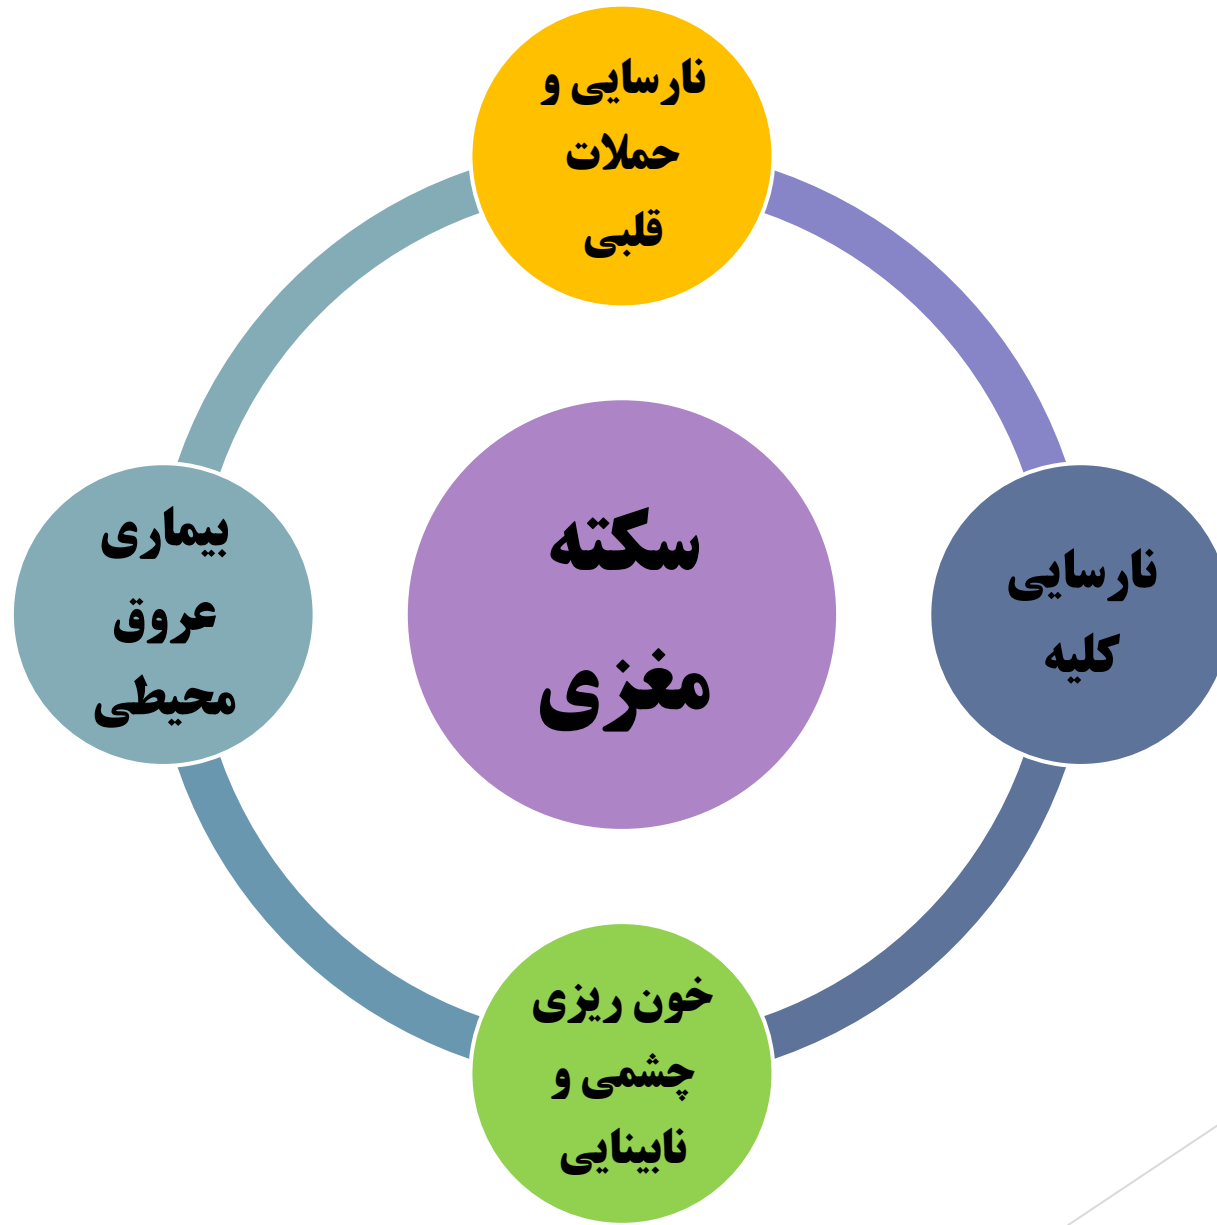 نارسایی و
حملات
قلبی
سکته
مغزی
نارسایی
کلیه
خون ریزی
چشمی و
نابینایی
بیماری
عروق
محیطی